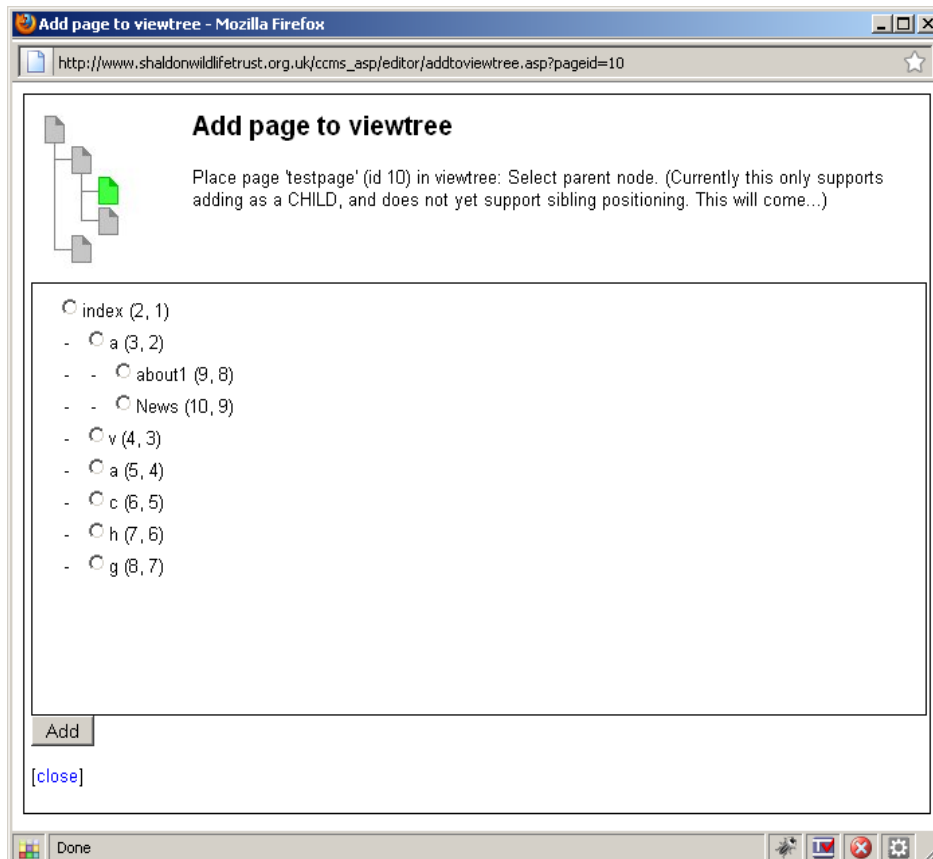 Add page to viewtree - Mozilla Firefox
http://www.shaldonwildlifetrust.org.uk/ccms_asp/editor/addtoviewtree.asp?pageid=10
Add page to viewtree
Place page 'testpage' (id 10) in viewtree: Select parent node. (Currently this only supports
adding as a CHILD, and does not yet support sibling positioning. This will come...)
index (2, 1)
- a (3, 2)
- - about1 (9, 8)
- - News (10, 9)
- v (4, 3)
- a (5, 4)
- c (6, 5)
- h (7, 6)
- g (8, 7)
Add
[close]
Done